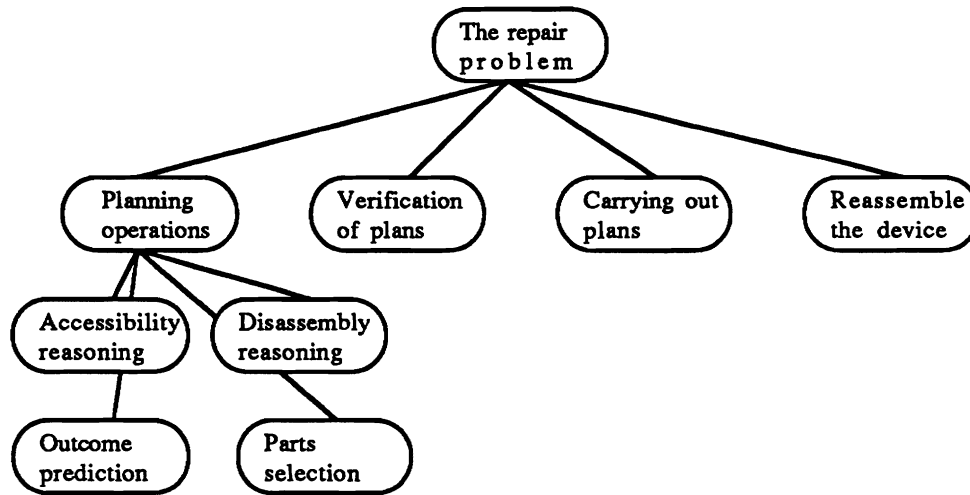 The repair
problem
Planning
operations
Verification
of plans
Carrying out
plans
Reassemble
the device
Accessibility
reasoning
Disassembly
reasoning
Outcome
prediction
Parts
selection